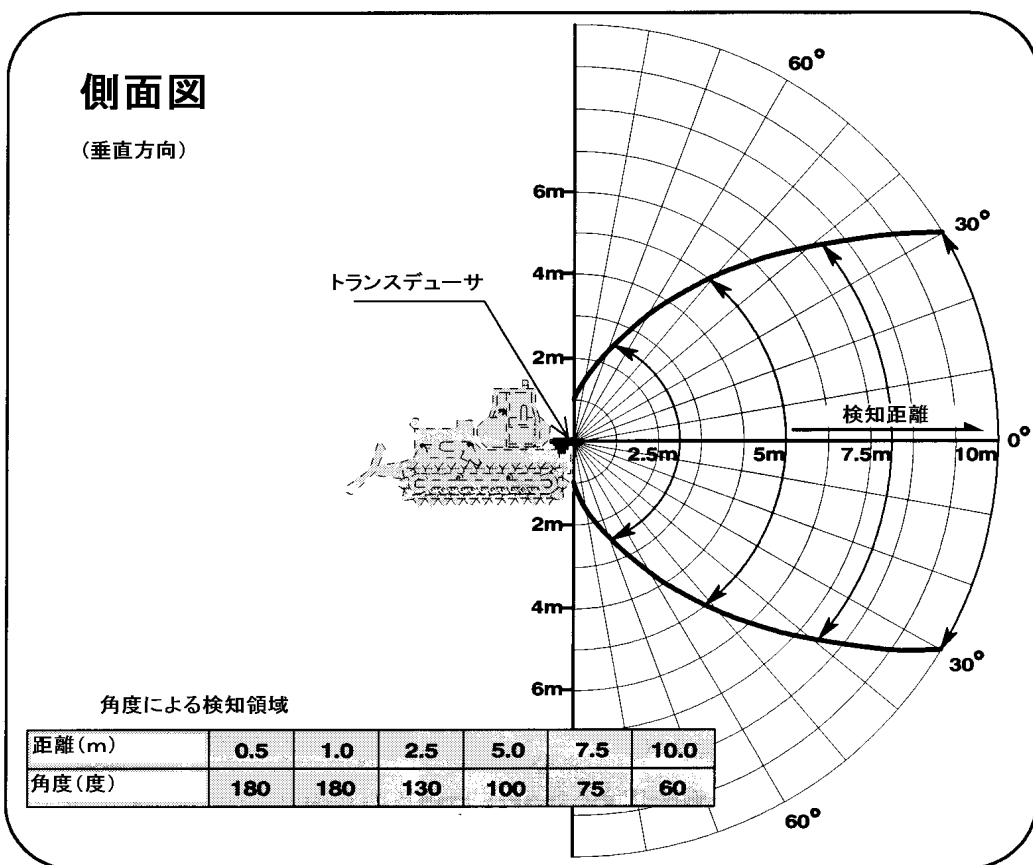 側面図
(垂直方向)
60°
6m
30°
4m
トランスデューサ
2m
検知距離
0°
2.5m 5m 7.5m 10m
2m
4m
30°
6m
角度による検知領域
距離(m) 0.5 1.0 2.5 5.0 7.5 10.0
角度(度) 180 180 130 100 75 60
60°